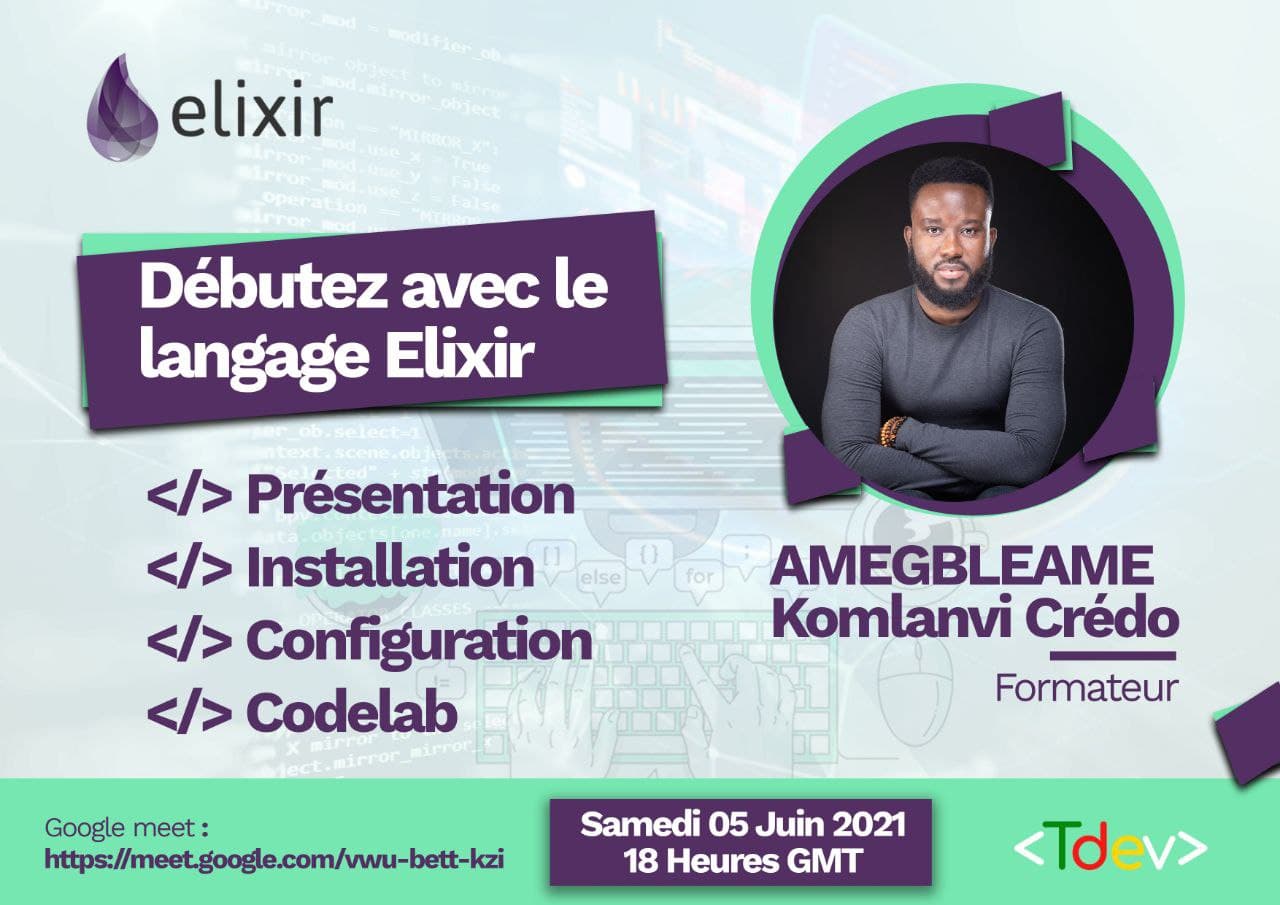 elixir
Débutez avec le
langage Elixir
</> Présentation
</> Installation
</> Configuration
</> Codelab
AMEGBLEAME
Komlanvi Crédo
Formateur
Google meet :
https://meet.google.com/vwu-bett-kzi
Samedi 05 Juin 2021
18 Heures GMT
<Tdev>